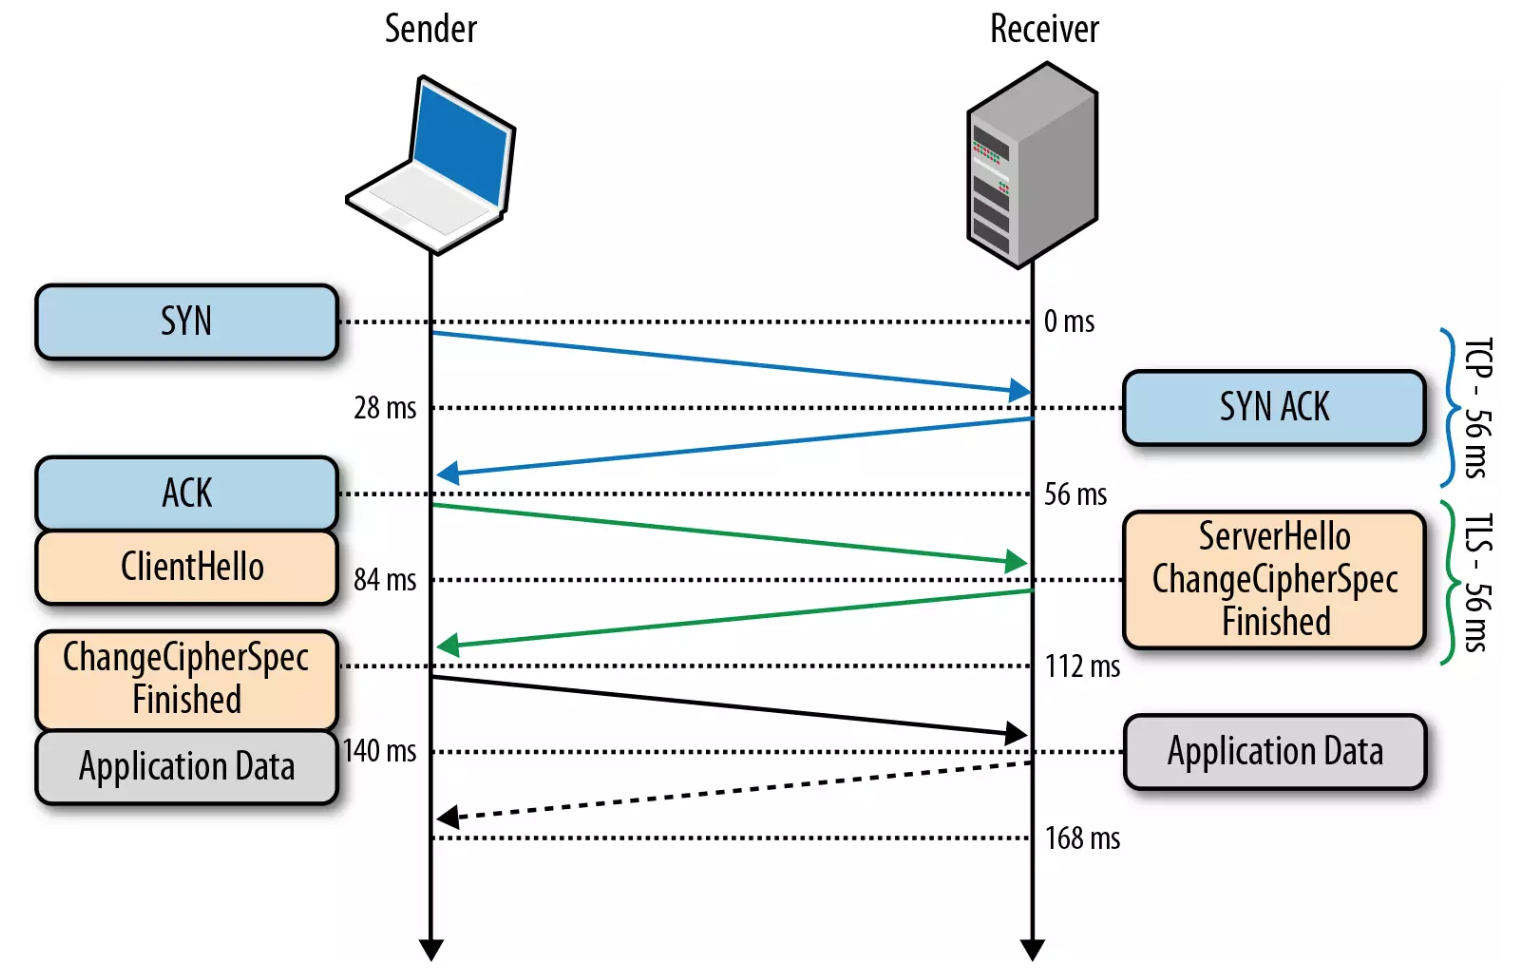 Sender
Receiver
SYN
0 ms
28 ms
SYN ACK
TCP - 56 ms
ACK
56 ms
ClientHello
84 ms
ServerHello
ChangeCipherSpec
Finished
TLS - 56 ms
ChangeCipherSpec
Finished
112 ms
Application Data
140 ms
Application Data
168 ms